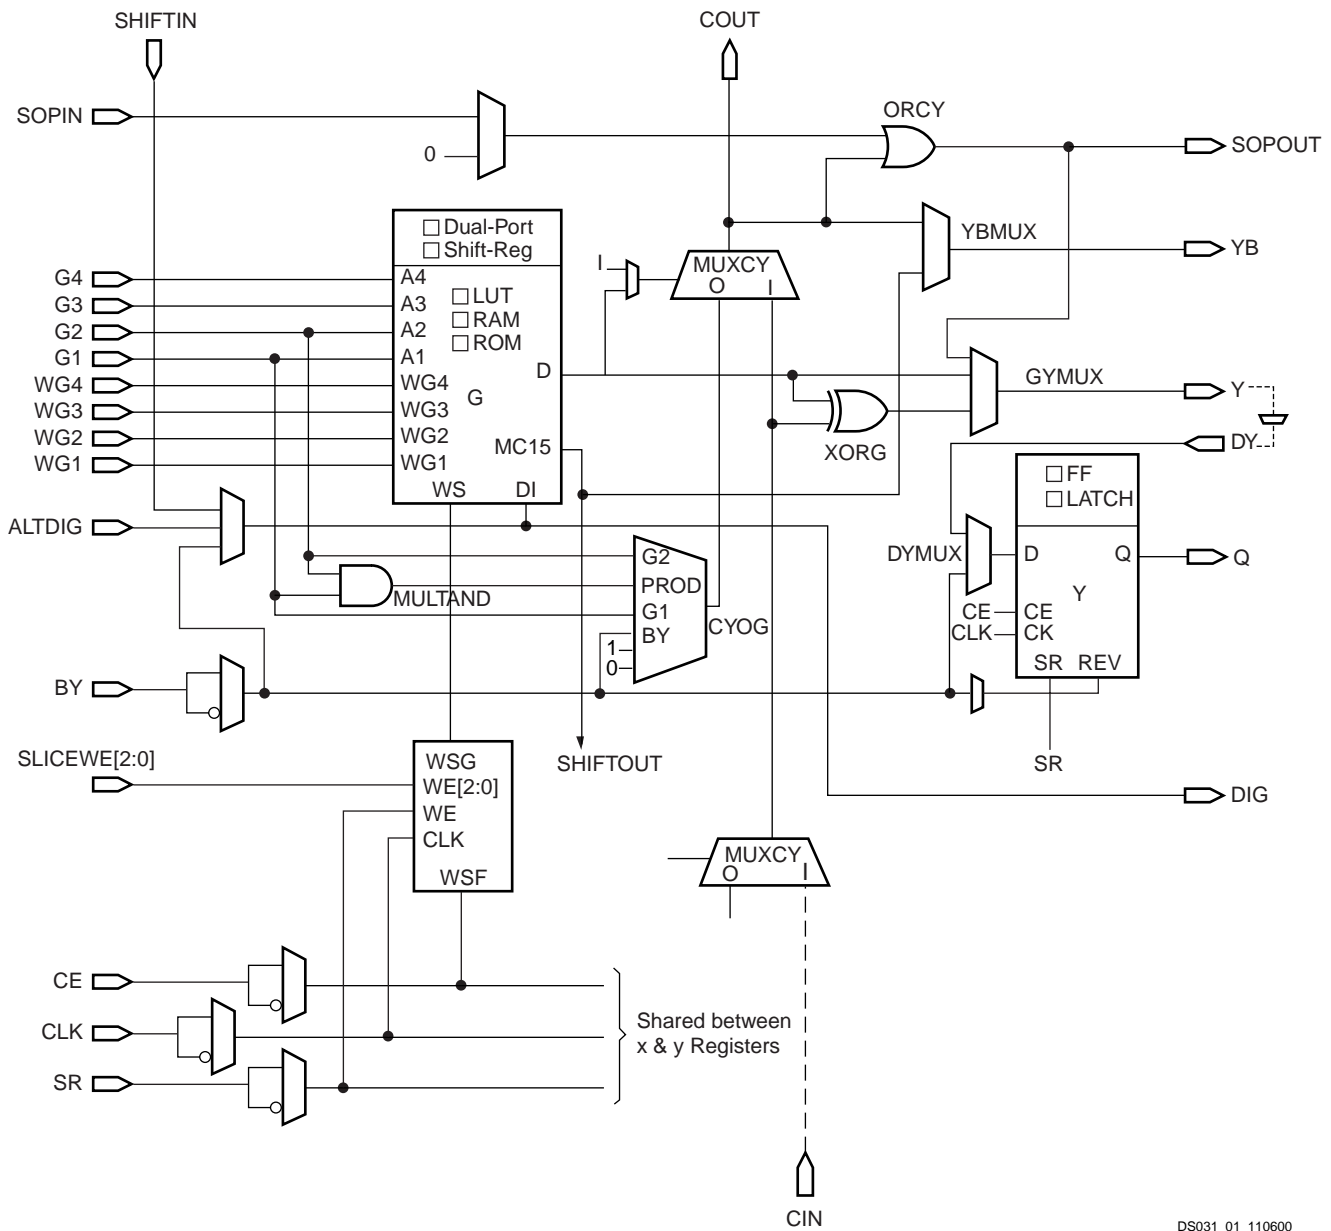 SHIFTIN
COUT
SOPIN
0
ORCY
SOPOUT
Dual-Port
Shift-Reg
YBMUX
YB
G4
G3
G2
G1
WG4
WG3
WG2
WG1
A4
A3
A2
A1
WG4
WG3
WG2
WG1
LUT
RAM
ROM
G
D
MC15
WS
DI
I
MUXCY
O
I
GYMUX
Y
DY
XORG
FF
LATCH
DYMUX
D
Q
Q
Y
CE
CE
CLK
CK
SR
REV
SR
ALTDIG
MULTAND
G2
PROD
G1
BY
1
0
CYOG
BY
SLICEWE[2:0]
WSG
WE[2:0]
WE
CLK
WSF
SHIFTOUT
DIG
MUXCY
O
I
CE
CLK
SR
Shared between
x & y Registers
CIN
DS031_01_110600